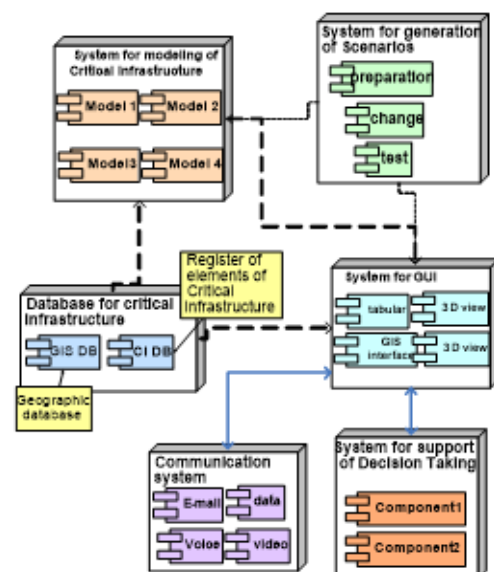 System for modeling of
Critical Infrastructure
Model 1
Model 2
Model3
Model 4
System for generation
of Scenarios
preparation
change
test
Register of
elements of
Critical
Infrastructure
Database for critical
infrastructure
GIS DB
CI DB
Geographic
database
System for GUI
tabular
3D view
GIS
interface
3D view
Communication
system
E-mail
data
Voice
video
System for support
of Decision Taking
Component1
Component2